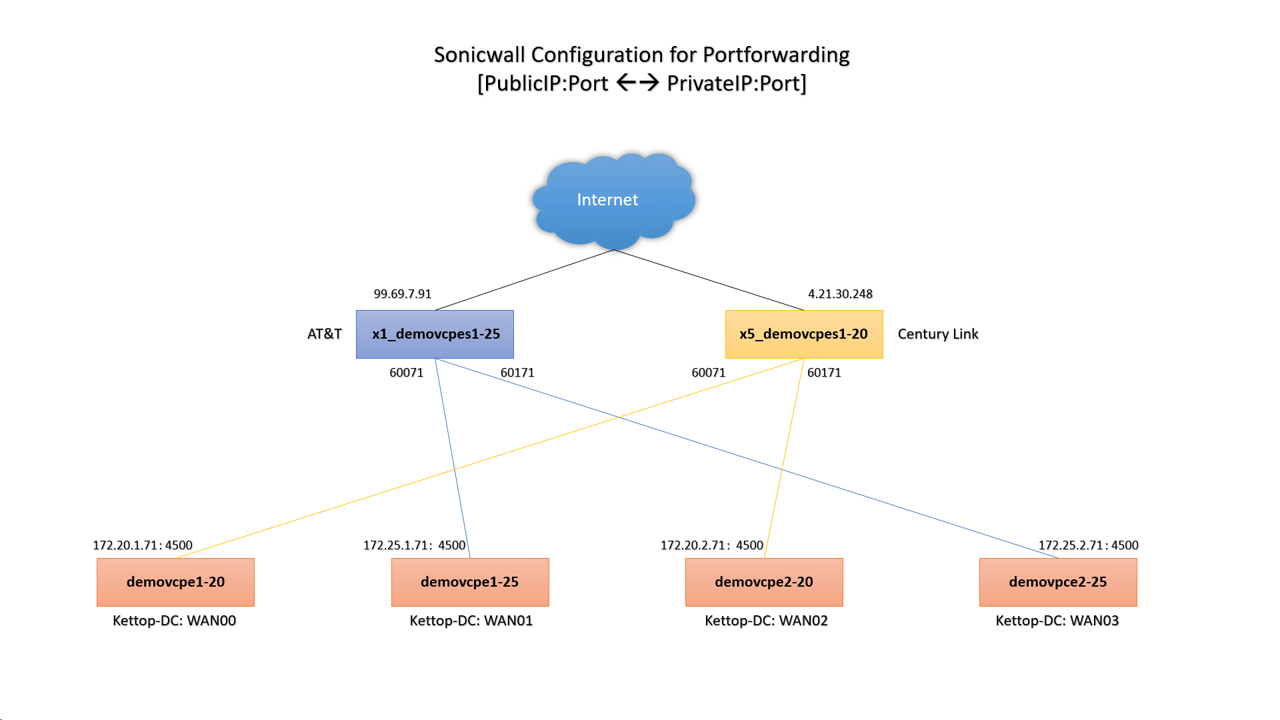 Sonicwall Configuration for Portforwarding
[PublicIP:Port ←→ PrivateIP:Port]
Internet
99.69.7.91
4.21.30.248
AT&T
x1_demovcpes1-25
x5_demovcpes1-20
Century Link
60071
60171
60071
60171
172.20.1.71: 4500
172.25.1.71: 4500
172.20.2.71: 4500
172.25.2.71: 4500
demovcpe1-20
demovcpe1-25
demovcpe2-20
demovpce2-25
Kettop-DC: WAN00
Kettop-DC: WAN01
Kettop-DC: WAN02
Kettop-DC: WAN03